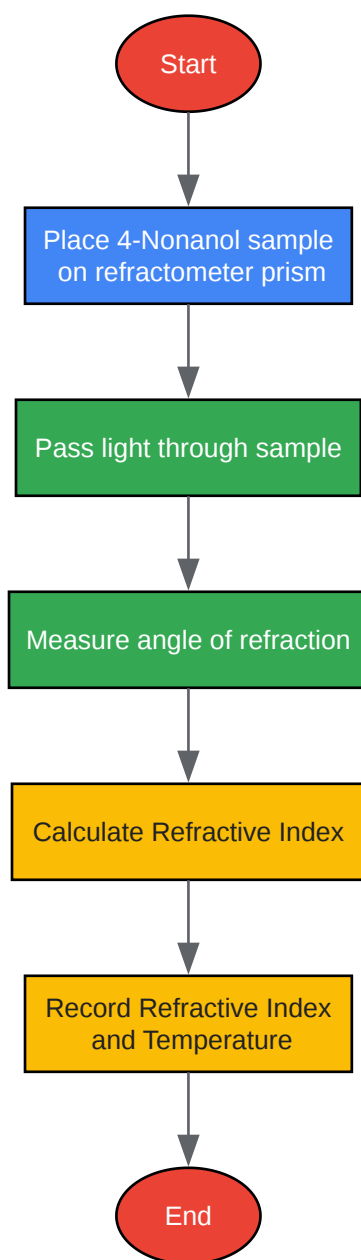 Start
Place 4-Nonanol sample
on refractometer prism
Pass light through sample
Measure angle of refraction
Calculate Refractive Index
Record Refractive Index
and Temperature
End